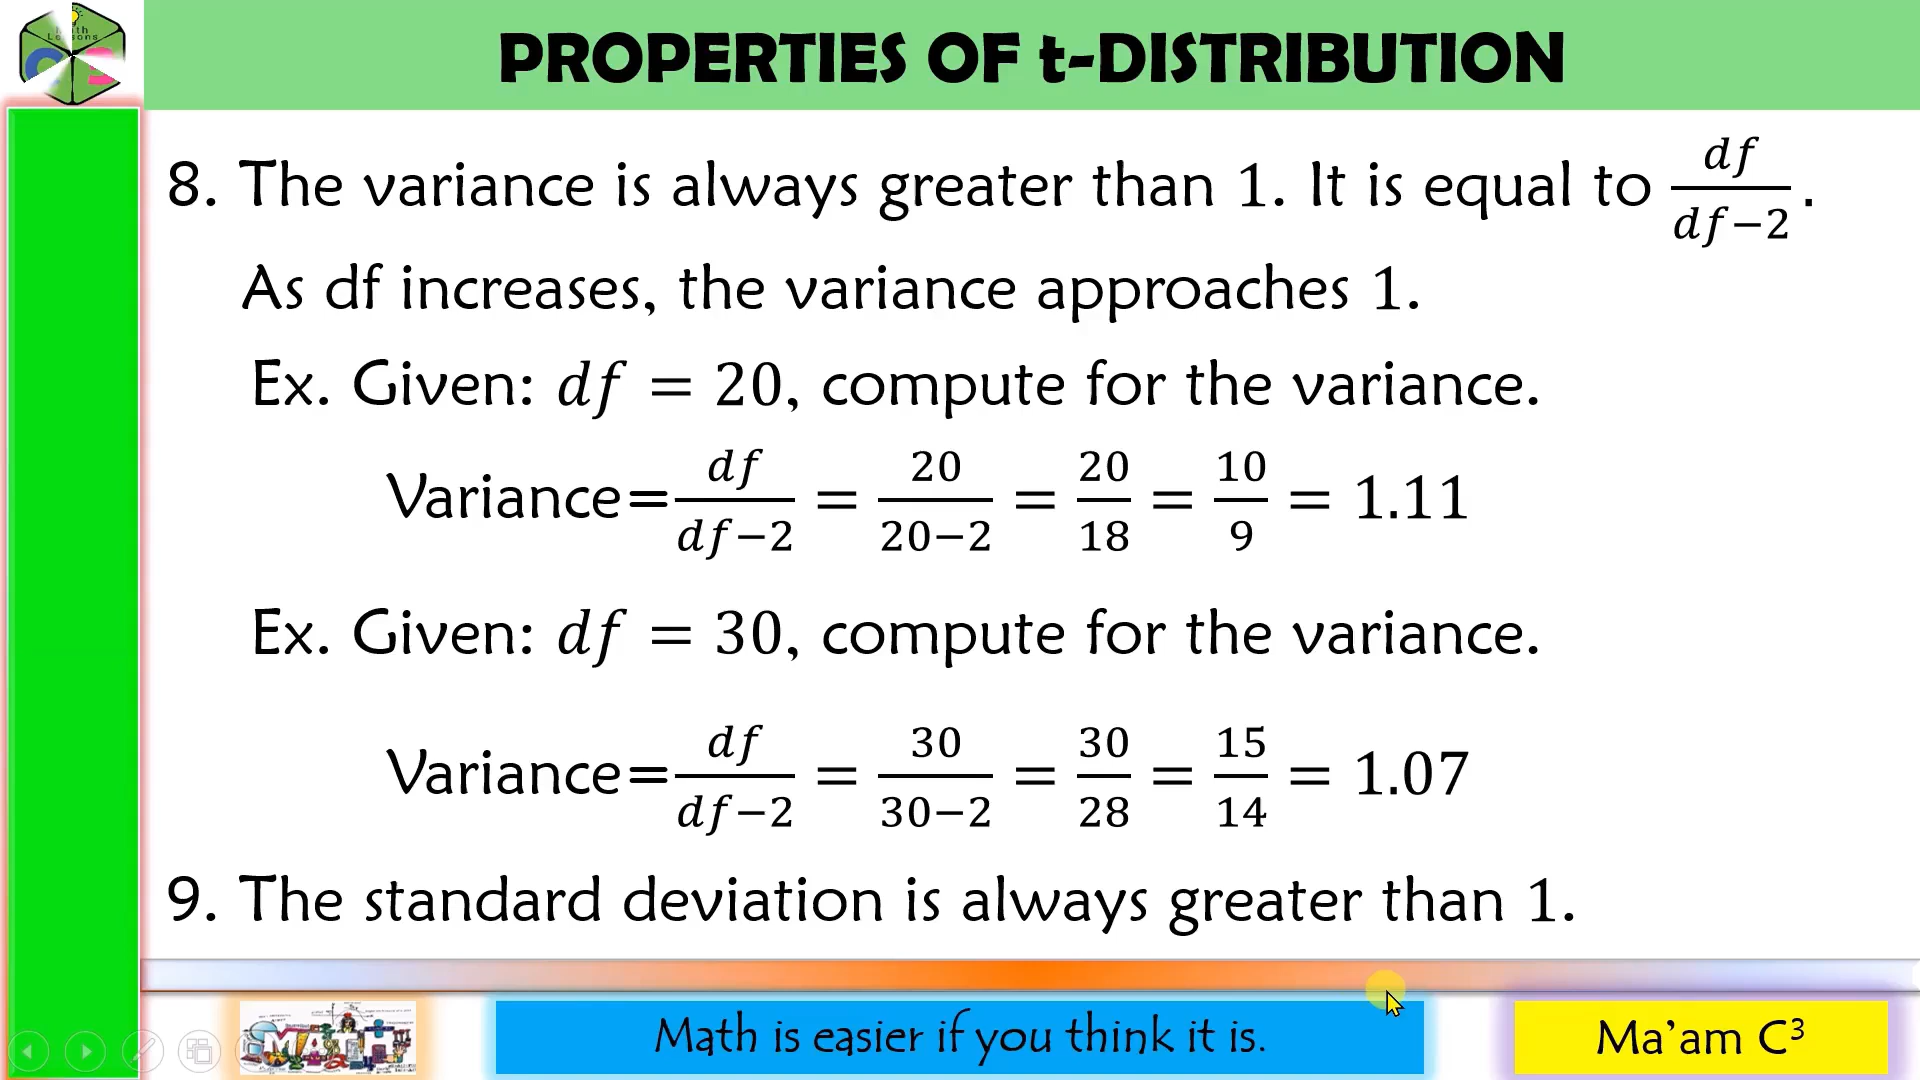 Math
Lessons
PROPERTIES OF t-DISTRIBUTION
8. The variance is always greater than 1. It is equal to df/df−2.
As df increases, the variance approaches 1.
Ex. Given: df = 20, compute for the variance.
Variance=df/df−2 = 20/20−2 = 20/18 = 10/9 = 1.11
Ex. Given: df = 30, compute for the variance.
Variance=df/df−2 = 30/30−2 = 30/28 = 15/14 = 1.07
9. The standard deviation is always greater than 1.
MATH
Math is easier if you think it is.
Ma’am C³